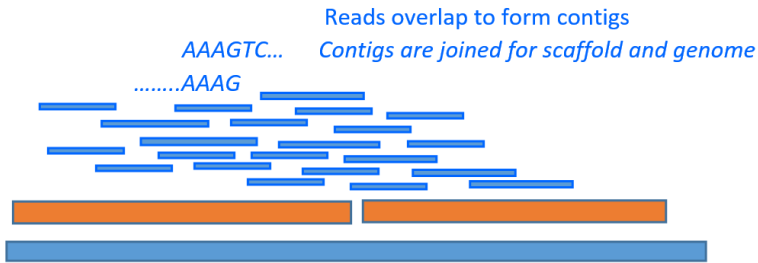 Reads overlap to form contigs
AAAGTC... Contigs are joined for scaffold and genome
........AAAG